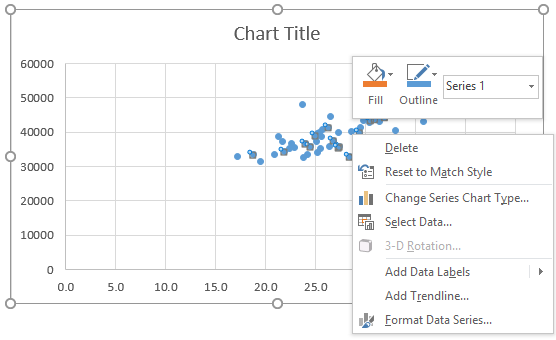 Chart Title
60000
50000
40000
30000
20000
10000
0
0.0 5.0 10.0 15.0 20.0 25.0
Fill Outline Series 1
Delete
Reset to Match Style
Change Series Chart Type...
Select Data...
3-D Rotation...
Add Data Labels
Add Trendline...
Format Data Series...